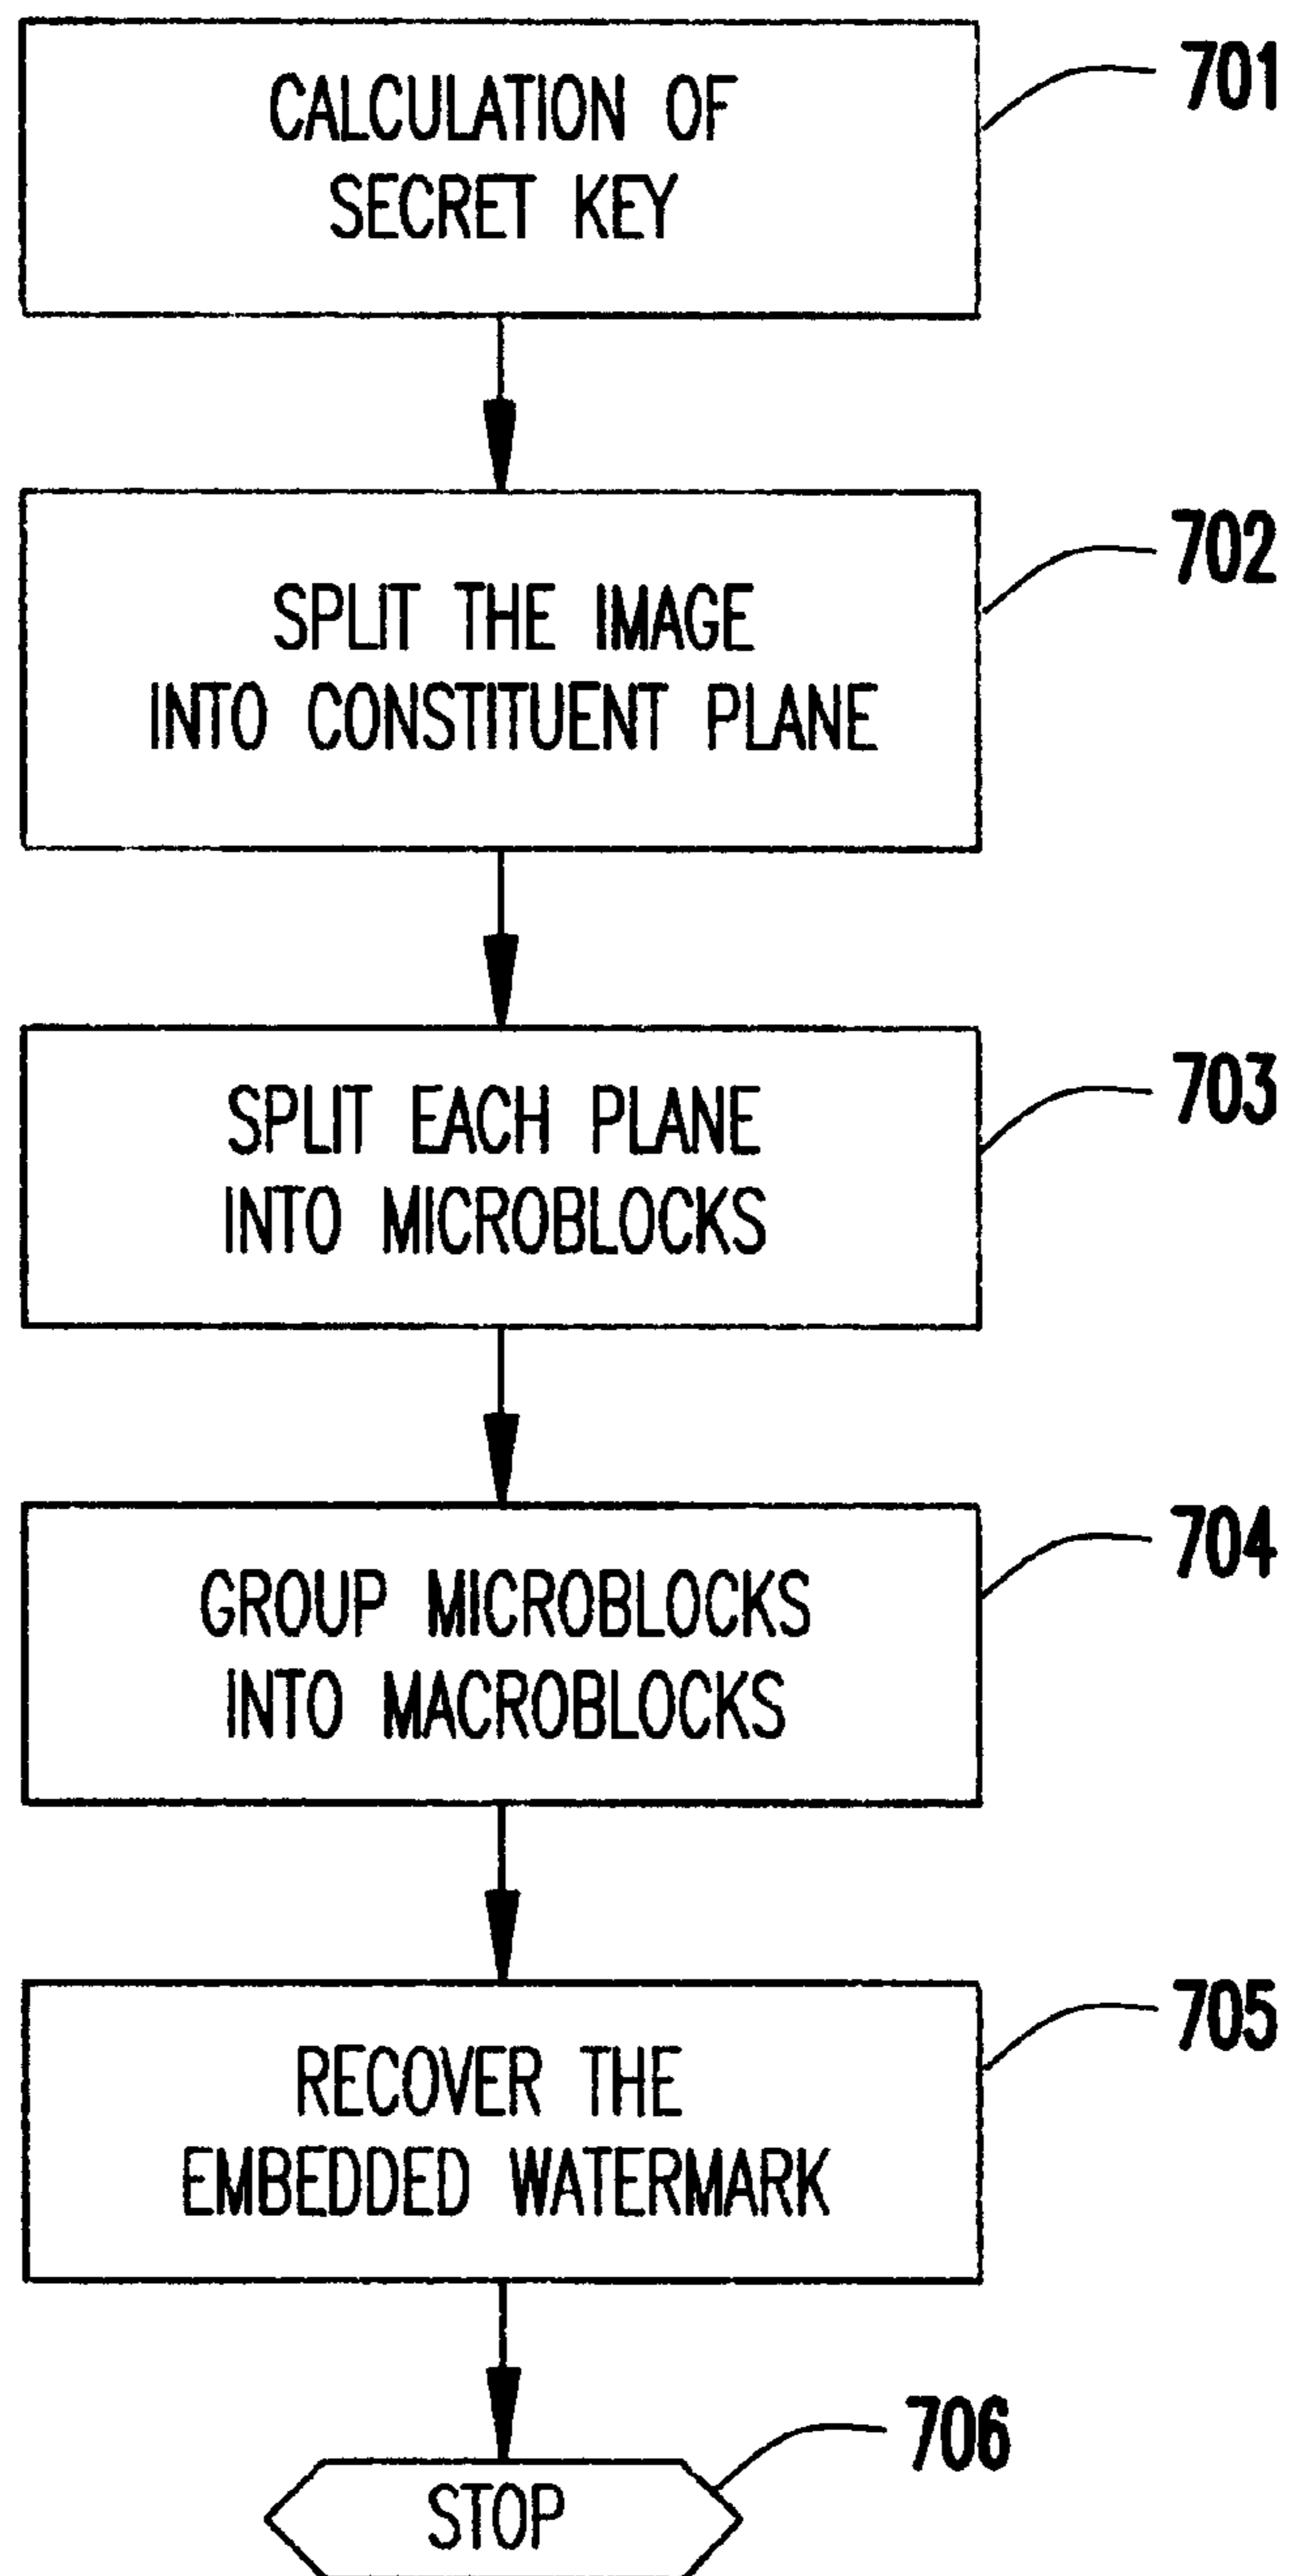 CALCULATION OF
SECRET KEY
701
SPLIT THE IMAGE
INTO CONSTITUENT PLANE
702
SPLIT EACH PLANE
INTO MICROBLOCKS
703
GROUP MICROBLOCKS
INTO MACROBLOCKS
704
RECOVER THE
EMBEDDED WATERMARK
705
STOP
706